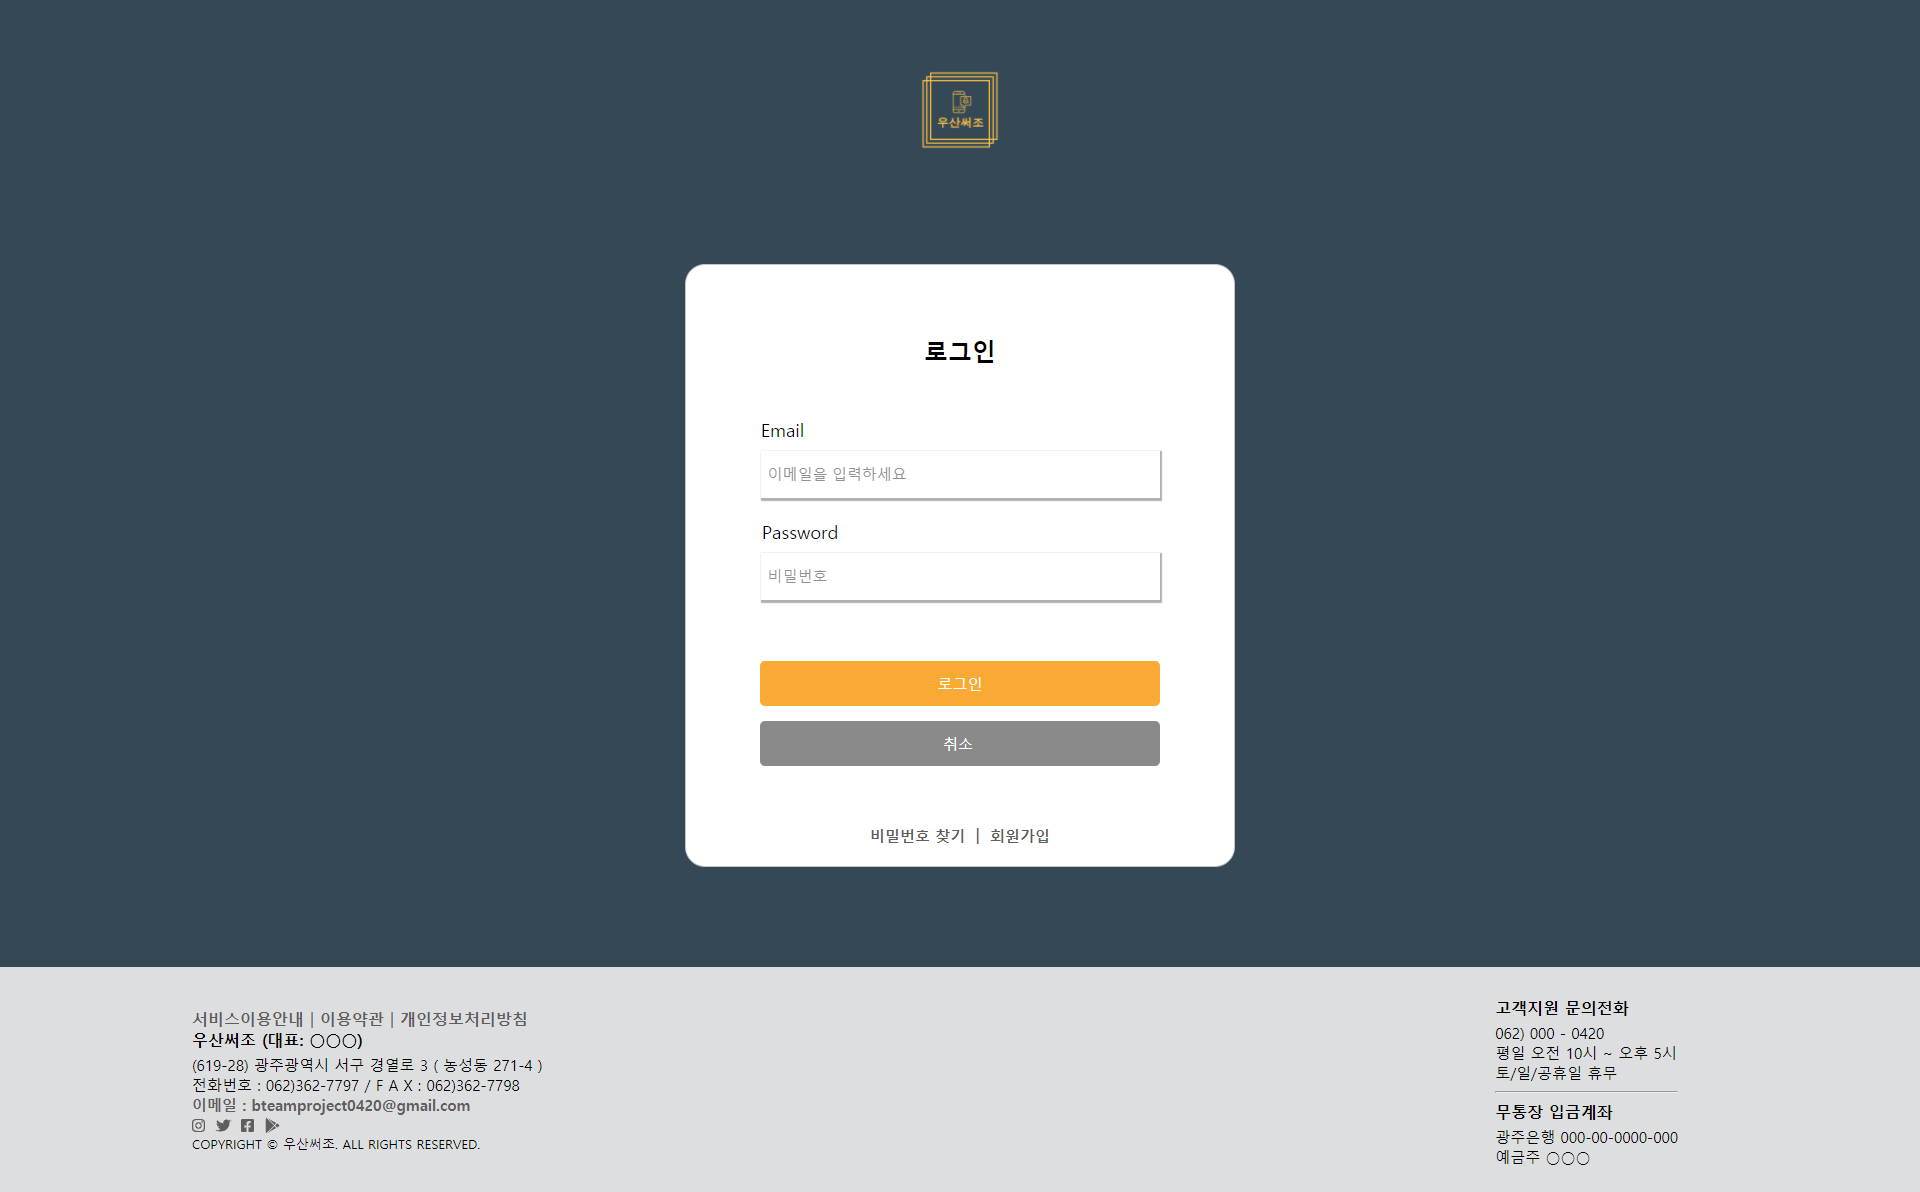 우산써조
로그인
Email
이메일을 입력하세요
Password
비밀번호
로그인
취소
비밀번호 찾기 | 회원가입
서비스이용안내 | 이용약관 | 개인정보처리방침
우산써조 (대표: ○○○)
(619-28) 광주광역시 서구 경열로 3 ( 농성동 271-4 )
전화번호 : 062)362-7797 / F A X : 062)362-7798
이메일 : bteamproject0420@gmail.com
COPYRIGHT © 우산써조. ALL RIGHTS RESERVED.
고객지원 문의전화
062) 000 - 0420
평일 오전 10시 ~ 오후 5시
토/일/공휴일 휴무
무통장 입금계좌
광주은행 000-00-0000-000
예금주 ○○○